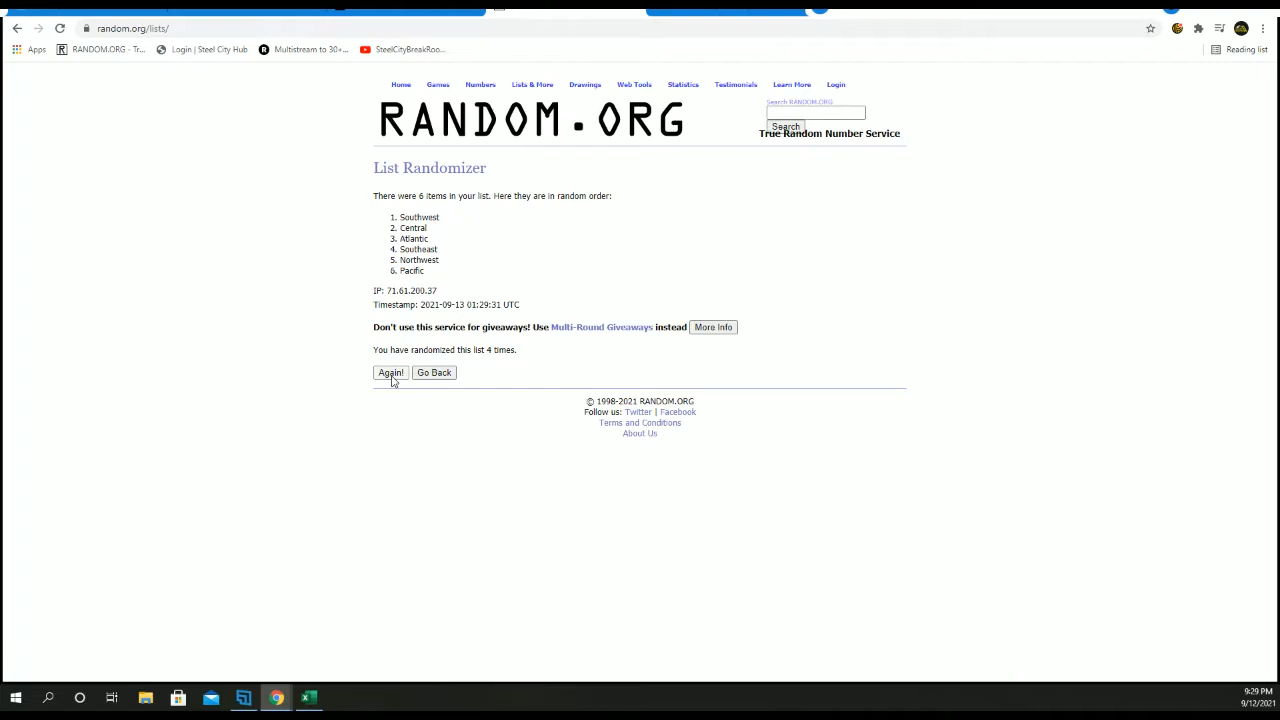 random.org/lists/
Apps RANDOM.ORG - Tr... Login | Steel City Hub Multistream to 30+... SteelCityBreakRoo... Reading list
Home Games Numbers Lists & More Drawings Web Tools Statistics Testimonials Learn More Login
RANDOM.ORG
Search RANDOM.ORG
Search
True Random Number Service
List Randomizer
There were 6 items in your list. Here they are in random order:
1. Southwest
2. Central
3. Atlantic
4. Southeast
5. Northwest
6. Pacific
IP: 71.61.200.37
Timestamp: 2021-09-13 01:29:31 UTC
Don't use this service for giveaways! Use Multi-Round Giveaways instead More Info
You have randomized this list 4 times.
Again! Go Back
© 1998-2021 RANDOM.ORG
Follow us: Twitter | Facebook
Terms and Conditions
About Us
9:29 PM
9/12/2021